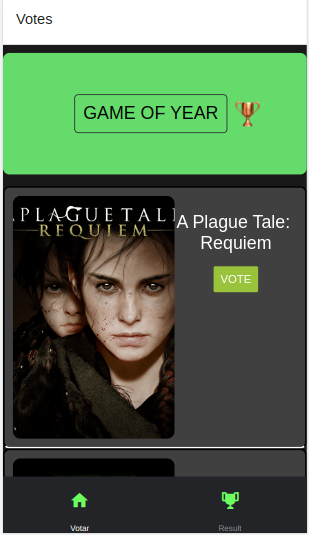 Votes
GAME OF YEAR
A PLAGUE TALE
REQUIEM
A Plague Tale:
Requiem
VOTE
Votar
Result